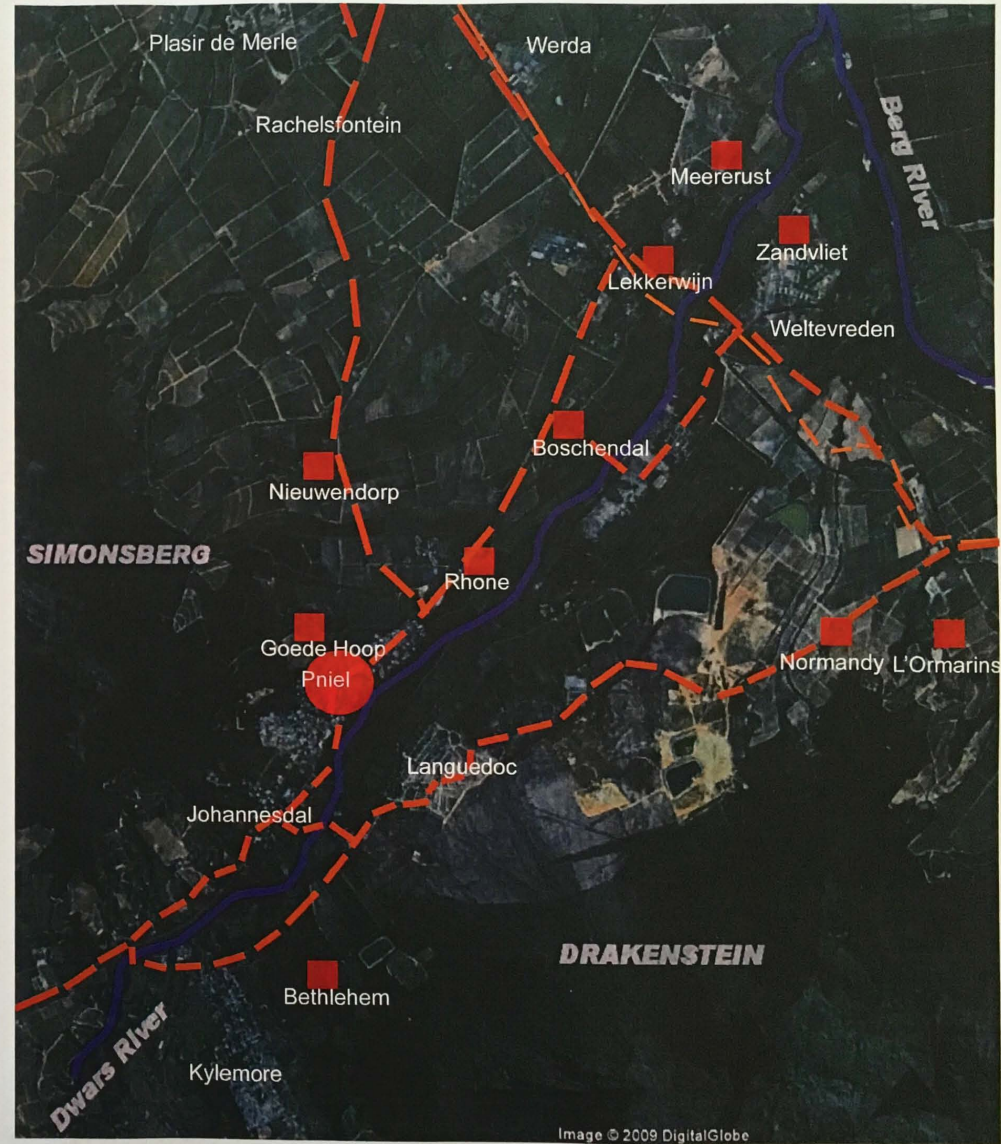 Plasir de Merle
Werda
Rachelsfontein
Berg River
Meererust
Zandvliet
Lekkerwijn
Weltevreden
Boschendal
Nieuwendorp
SIMONSBERG
Rhone
Goede Hoop
Pniel
Normandy
L'Ormarins
Languedoc
Johannesdal
DRAKENSTEIN
Bethlehem
Dwars River
Kylemore
Image © 2009 DigitalGlobe